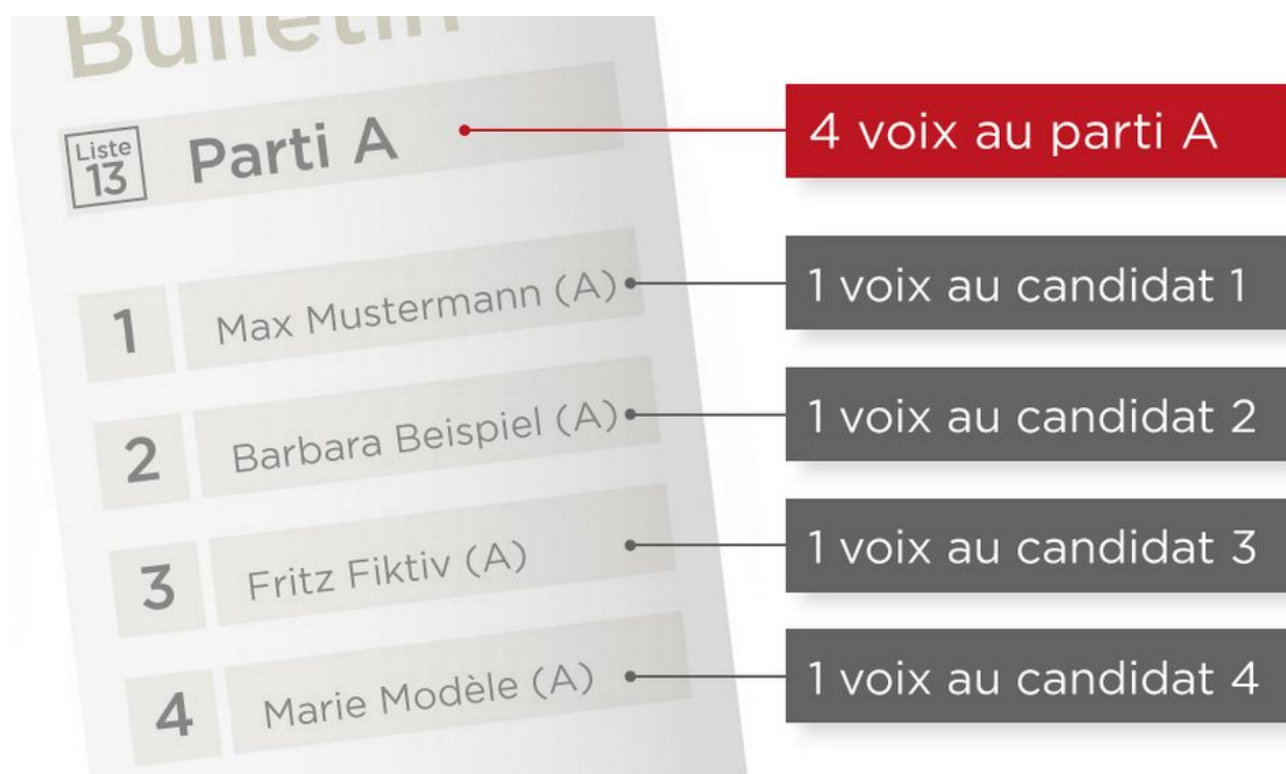 Bulletin
Liste
13
Parti A
4 voix au parti A
1
Max Mustermann (A)
1 voix au candidat 1
2
Barbara Beispiel (A)
1 voix au candidat 2
3
Fritz Fiktiv (A)
1 voix au candidat 3
4
Marie Modèle (A)
1 voix au candidat 4